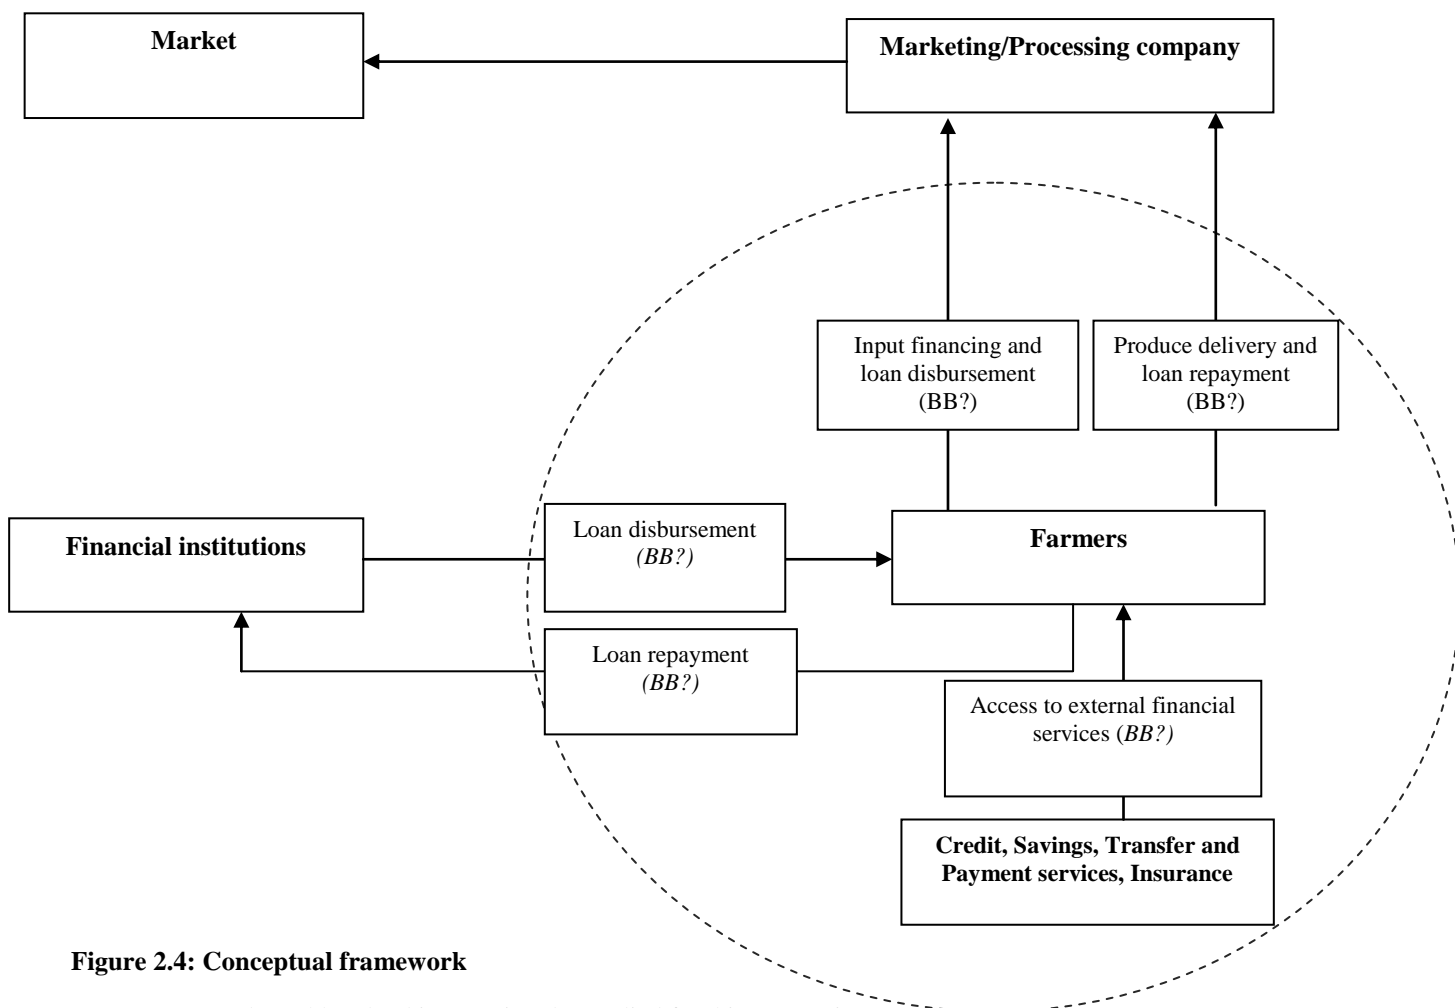 Market
Marketing/Processing company
Input financing and
loan disbursement
(BB?)
Produce delivery and
loan repayment
(BB?)
Financial institutions
Loan disbursement
(BB?)
Farmers
Loan repayment
(BB?)
Access to external financial
services (BB?)
Credit, Savings, Transfer and
Payment services, Insurance
Figure 2.4: Conceptual framework